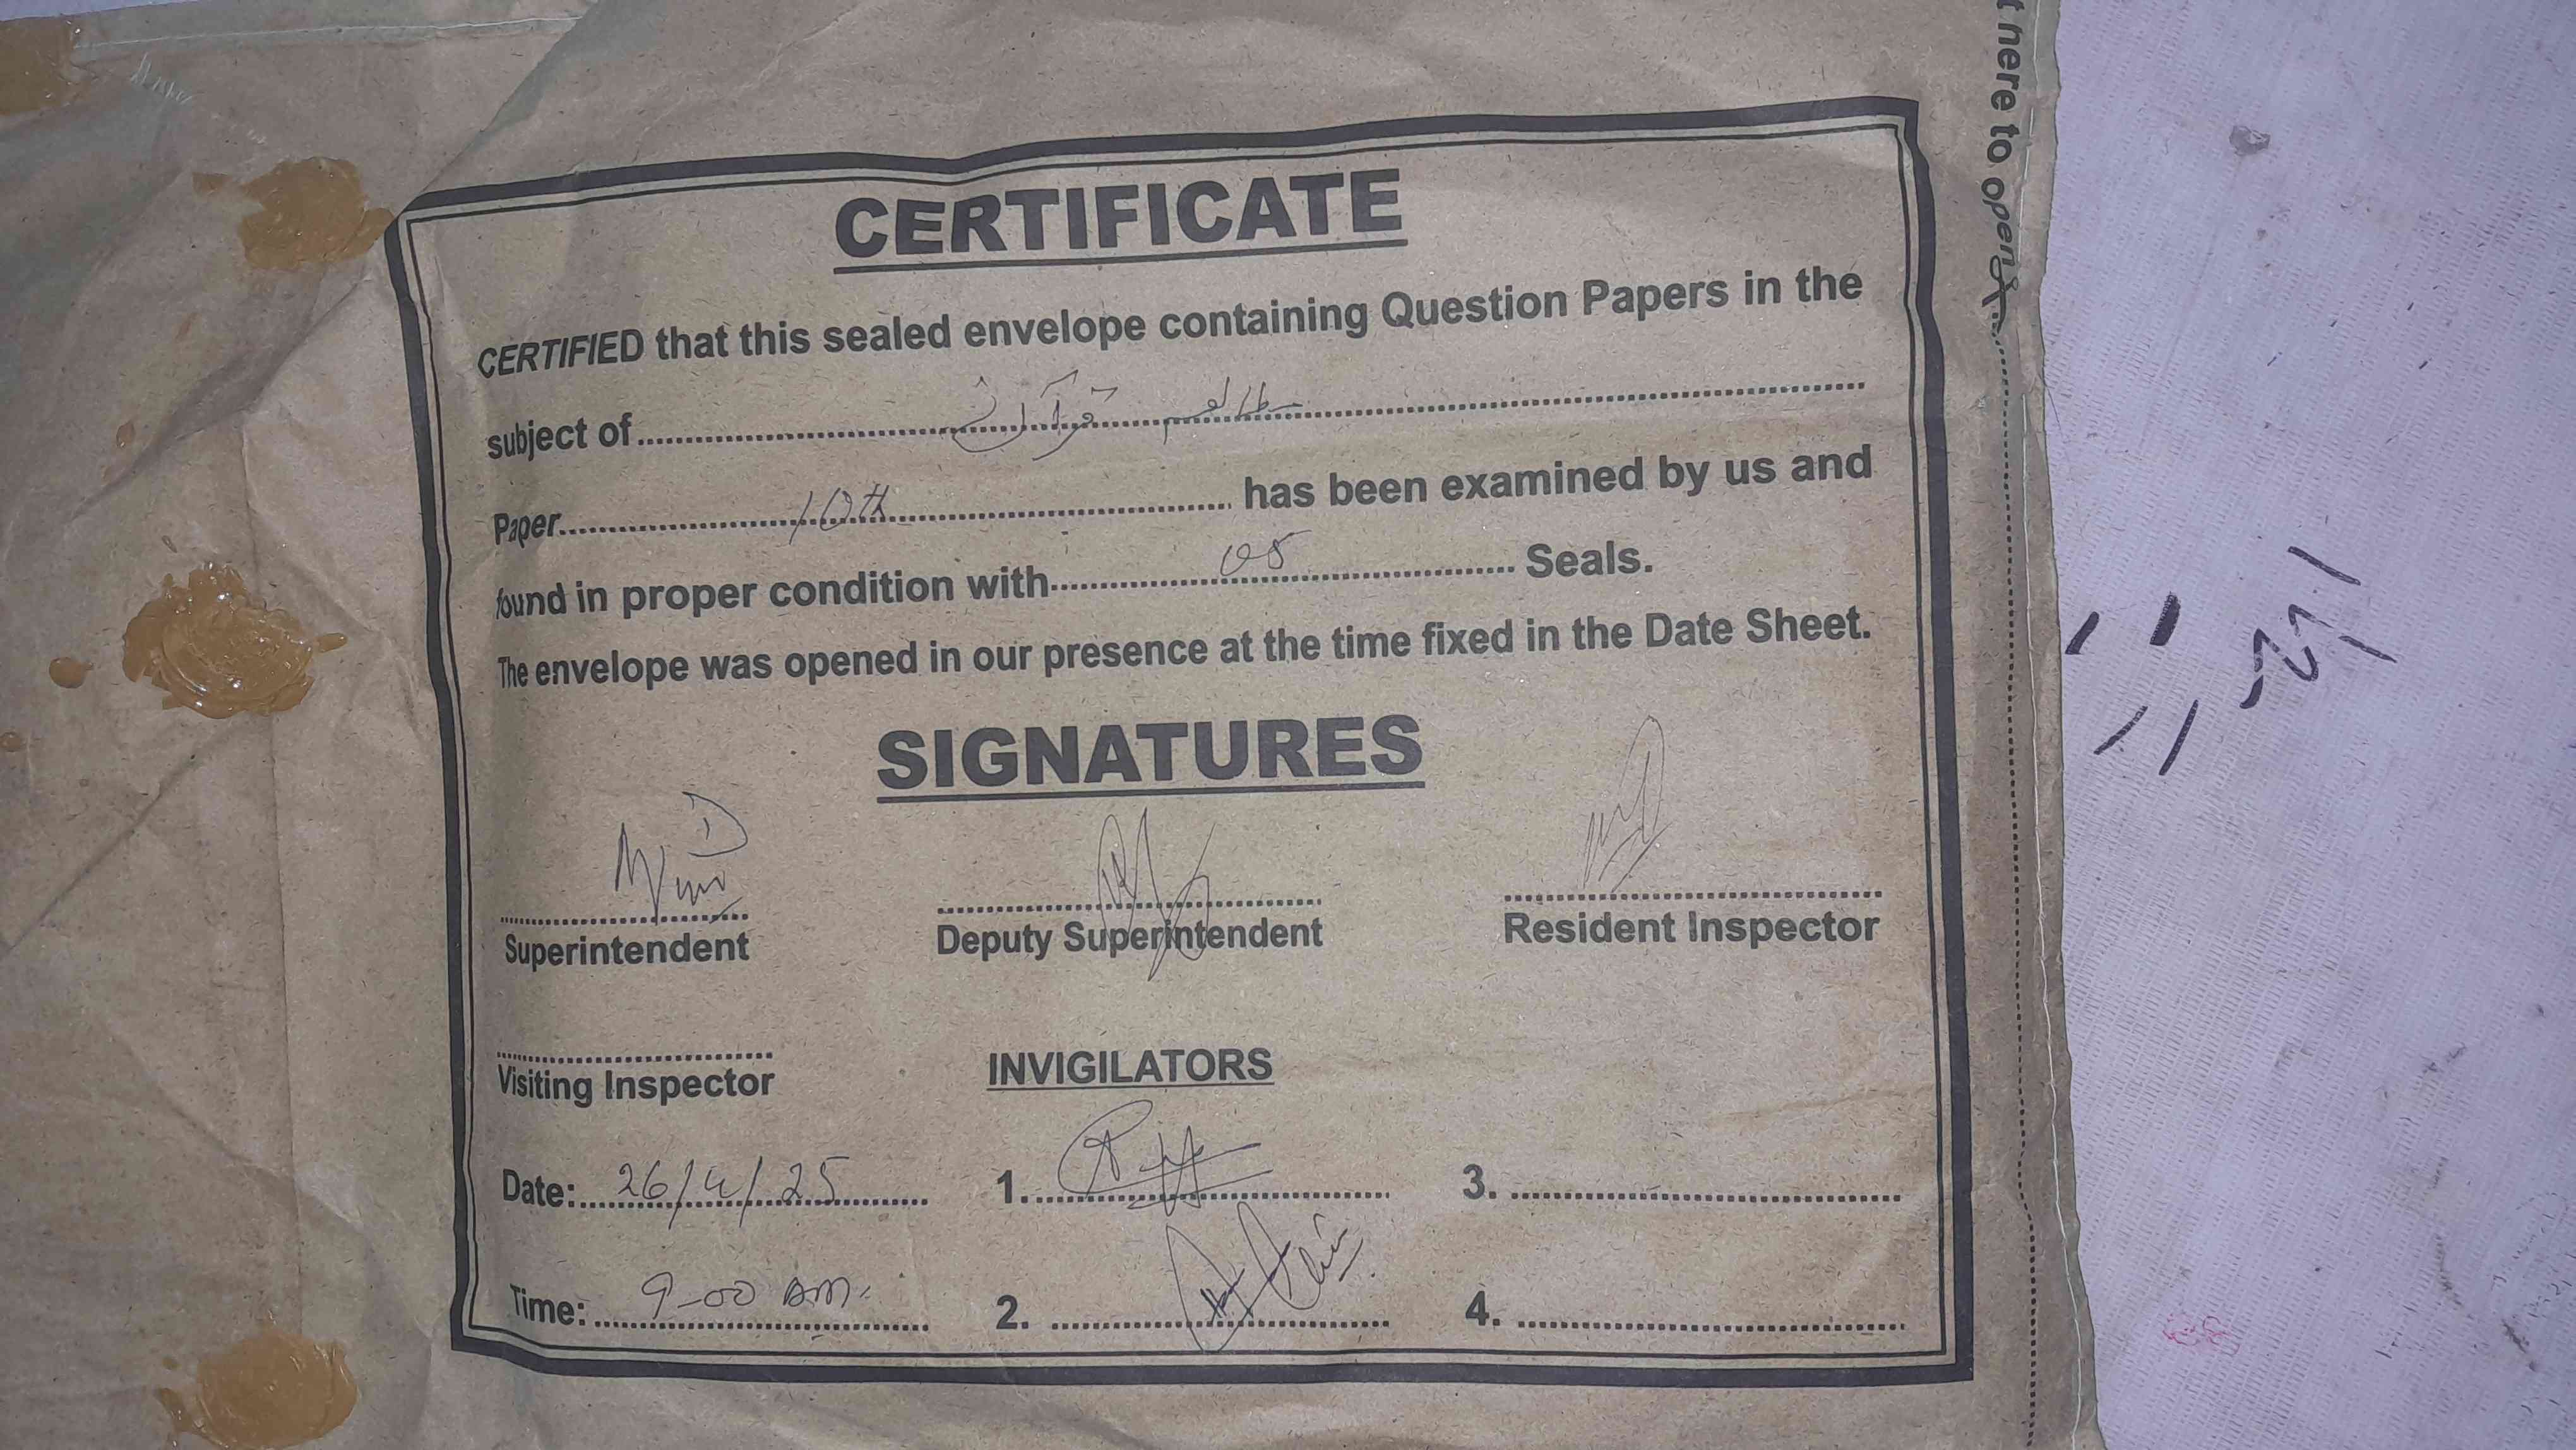 CERTIFICATE
CERTIFIED that this sealed envelope containing Question Papers in the
subject of.......... قرآن ..........
Paper.......... 10th .......... has been examined by us and
found in proper condition with.......... 05 .......... Seals.
The envelope was opened in our presence at the time fixed in the Date Sheet.
SIGNATURES
Superintendent Deputy Superintendent Resident Inspector
Visiting Inspector INVIGILATORS
Date: 26/4/25 1. 3.
Time: 9-00 am. 2. 4.
here to open